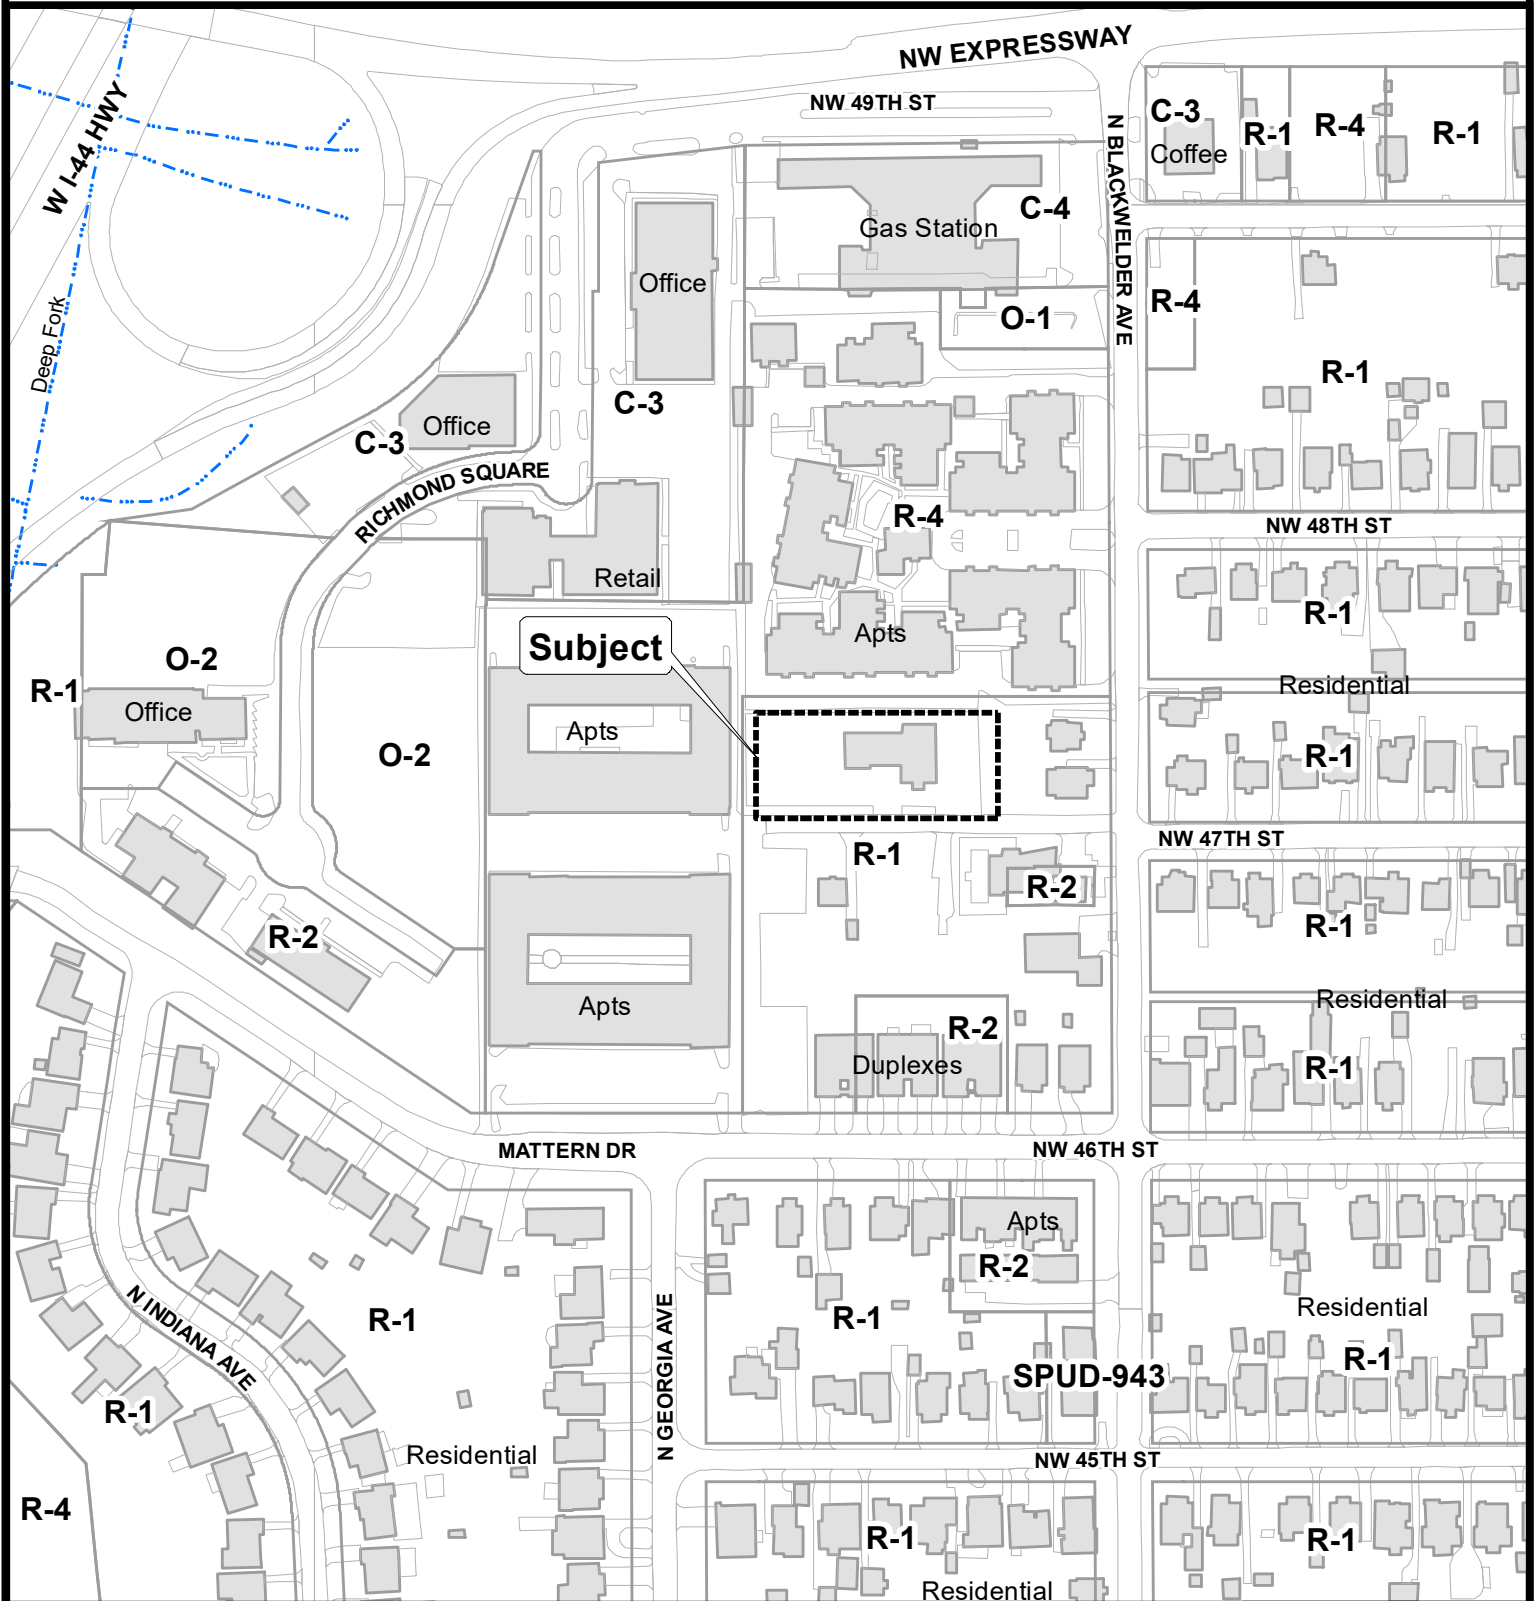 NW EXPRESSWAY
NW 49TH ST
W I-44 HWY
N BLACKWELDER AVE
C-3
Coffee
R-1
R-4
R-1
Gas Station
C-4
Office
O-1
R-4
Deep Fork
R-1
C-3
Office
C-3
RICHMOND SQUARE
R-4
NW 48TH ST
Retail
R-1
Apts
Subject
O-2
R-1
Office
Residential
Apts
O-2
R-1
NW 47TH ST
R-1
R-2
R-1
R-2
Residential
Apts
R-2
Duplexes
R-1
MATTERN DR
NW 46TH ST
Apts
R-2
N INDIANA AVE
R-1
N GEORGIA AVE
R-1
Residential
R-1
SPUD-943
R-1
Residential
NW 45TH ST
R-4
R-1
R-1
Residential